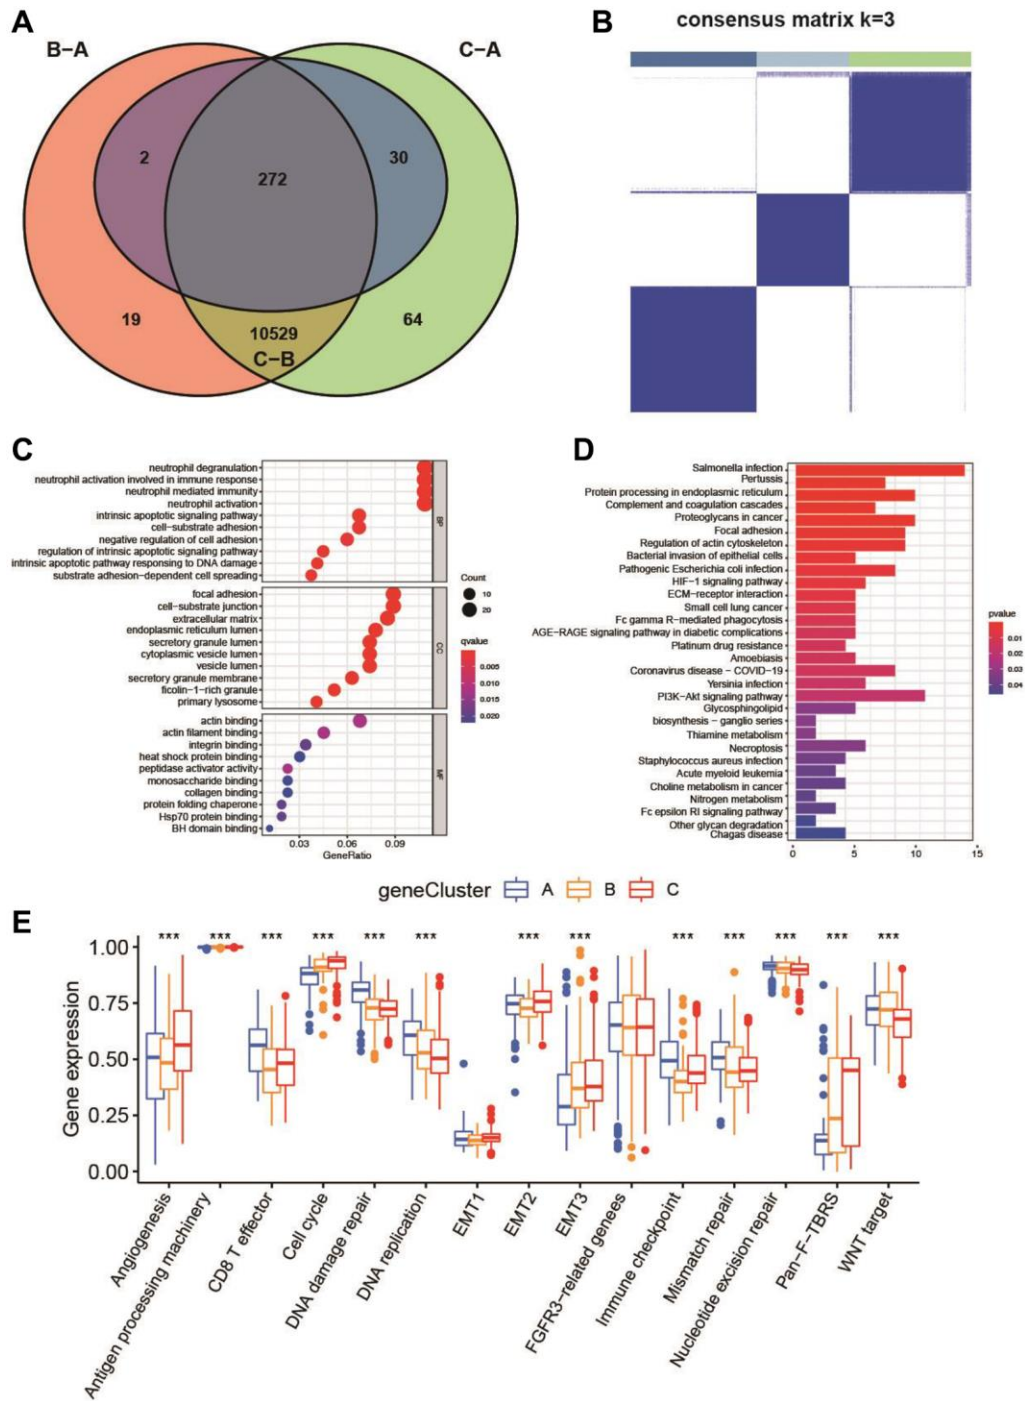 A
B-A
C-A
2
272
30
19
10529
C-B
64
B
consensus matrix k=3
C
neutrophil degranulation
neutrophil activation involved in immune response
neutrophil mediated immunity
neutrophil activation
intrinsic apoptotic signaling pathway
cell-substrate adhesion
negative regulation of cell adhesion
regulation of intrinsic apoptotic signaling pathway
intrinsic apoptotic pathway responsing to DNA damage
substrate adhesion-dependent cell spreading
BP
focal adhesion
cell-substrate junction
extracellular matrix
endoplasmic reticulum lumen
secretory granule lumen
cytoplasmic vesicle lumen
vesicle lumen
secretory granule membrane
ficolin-1-rich granule
primary lysosome
CC
actin binding
actin filament binding
integrin binding
heat shock protein binding
peptidase activator activity
monosaccharide binding
collagen binding
protein folding chaperone
Hsp70 protein binding
BH domain binding
MF
0.03 0.06 0.09
GeneRatio
Count
10
20
qvalue
0.005
0.010
0.015
0.020
D
Salmonella infection
Pertussis
Protein processing in endoplasmic reticulum
Complement and coagulation cascades
Proteoglycans in cancer
Focal adhesion
Regulation of actin cytoskeleton
Bacterial invasion of epithelial cells
Pathogenic Escherichia coli infection
HIF-1 signaling pathway
ECM-receptor interaction
Small cell lung cancer
Fc gamma R-mediated phagocytosis
AGE-RAGE signaling pathway in diabetic complications
Platinum drug resistance
Amoebiasis
Coronavirus disease - COVID-19
Yersinia infection
PI3K-Akt signaling pathway
Glycosphingolipid
biosynthesis - ganglio series
Thiamine metabolism
Necroptosis
Staphylococcus aureus infection
Acute myeloid leukemia
Choline metabolism in cancer
Nitrogen metabolism
Fc epsilon RI signaling pathway
Other glycan degradation
Chagas disease
0 5 10 15
pvalue
0.01
0.02
0.03
0.04
E
geneCluster A B C
*** *** *** *** *** *** *** *** *** *** *** *** ***
Gene expression
1.00
0.75
0.50
0.25
0.00
Angiogenesis
Antigen processing machinery
CD8 T effector
Cell cycle
DNA damage repair
DNA replication
EMT1
EMT2
EMT3
FGFR3-related genees
Immune checkpoint
Mismatch repair
Nucleotide excision repair
Pan-F-TBRS
WNT target